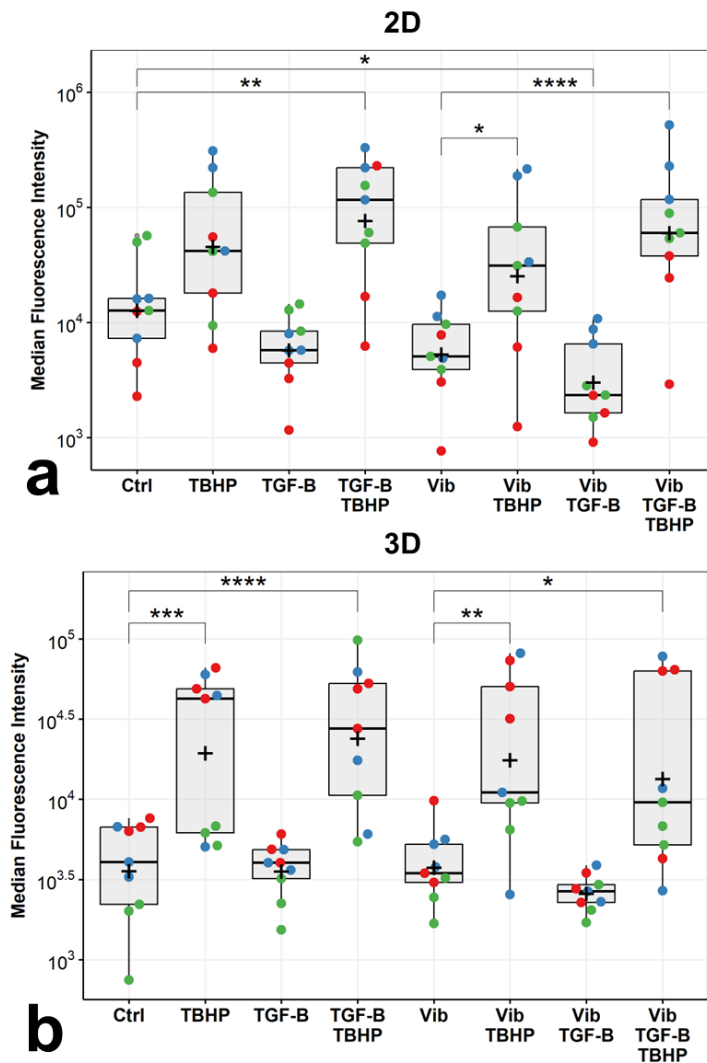 2D
*
**
****
*
10^6
10^5
10^4
10^3
Median Fluorescence Intensity
a
Ctrl TBHP TGF-B TGF-B Vib Vib Vib Vib
TBHP TBHP TGF-B TGF-B
TBHP
3D
****
*
***
**
10^5
10^4.5
10^4
10^3.5
10^3
Median Fluorescence Intensity
b
Ctrl TBHP TGF-B TGF-B Vib Vib Vib Vib
TBHP TBHP TGF-B TGF-B
TBHP